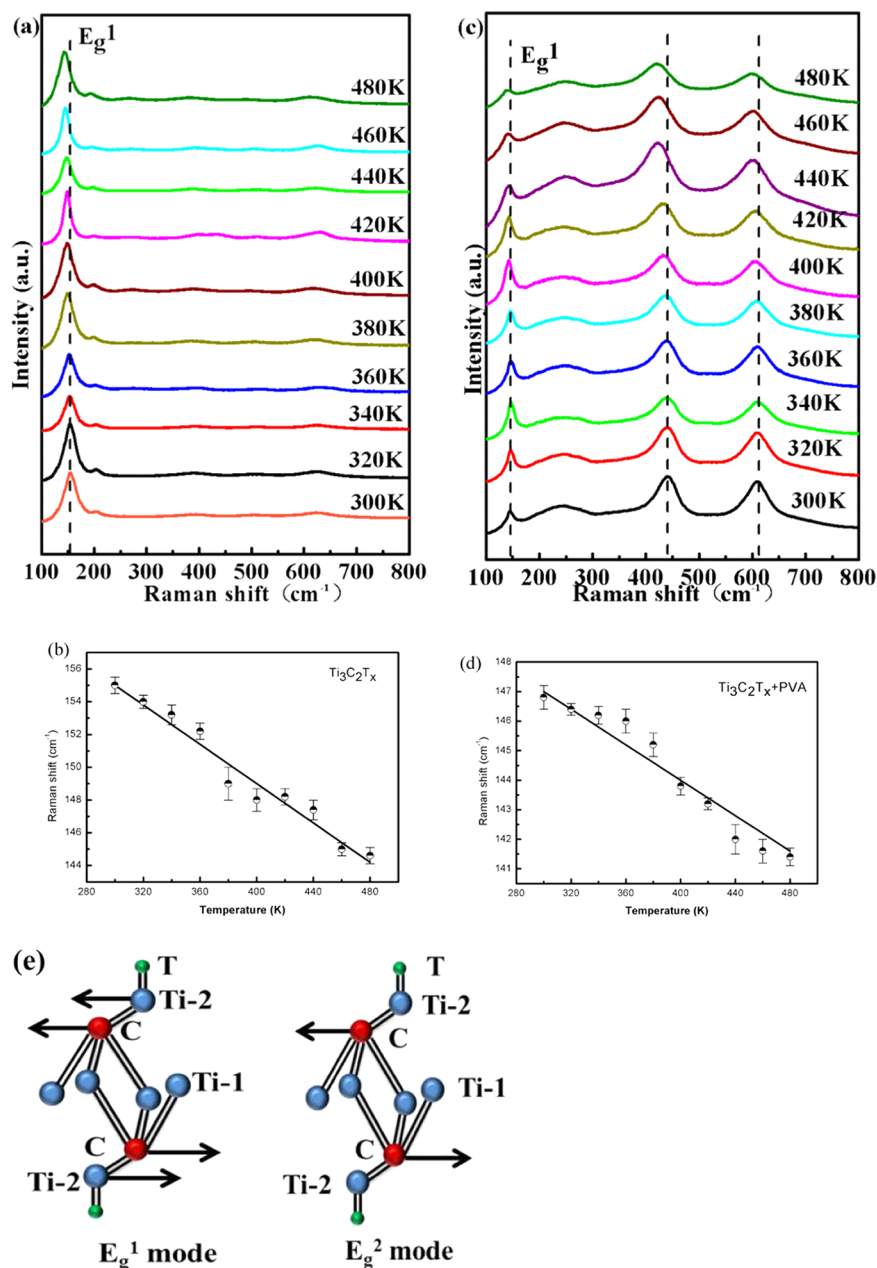 (a)
Eg1
480K
460K
440K
420K
400K
380K
360K
340K
320K
300K
Intensity (a.u.)
100 200 300 400 500 600 700 800
Raman shift (cm-1)
(c)
Eg1
480K
460K
440K
420K
400K
380K
360K
340K
320K
300K
Intensity (a.u.)
100 200 300 400 500 600 700 800
Raman shift (cm-1)
(b)
Ti3C2Tx
156
154
152
150
148
146
144
Raman shift (cm-1)
280 320 360 400 440 480
Temperature (K)
(d)
Ti3C2Tx+PVA
148
147
146
145
144
143
142
141
Raman shift (cm-1)
280 320 360 400 440 480
Temperature (K)
(e)
T
Ti-2
C
Ti-1
C
Ti-2
Eg1 mode
T
Ti-2
C
Ti-1
C
Ti-2
Eg2 mode